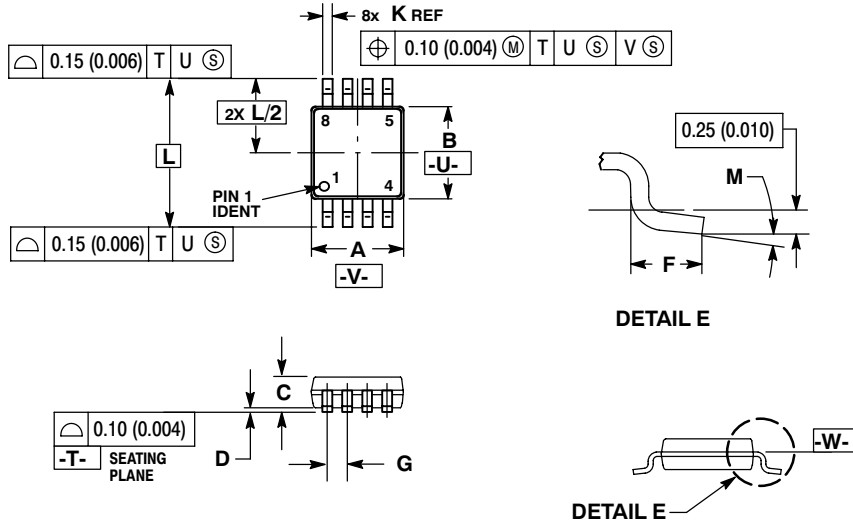 8x K REF
⌖ 0.10 (0.004) Ⓜ T U Ⓢ V Ⓢ
⌓ 0.15 (0.006) T U Ⓢ
2X L/2
8 5
B
-U-
L
PIN 1
IDENT
1
4
⌓ 0.15 (0.006) T U Ⓢ
A
-V-
0.25 (0.010)
M
F
DETAIL E
C
⌓ 0.10 (0.004)
-T- SEATING
PLANE
D
G
-W-
DETAIL E